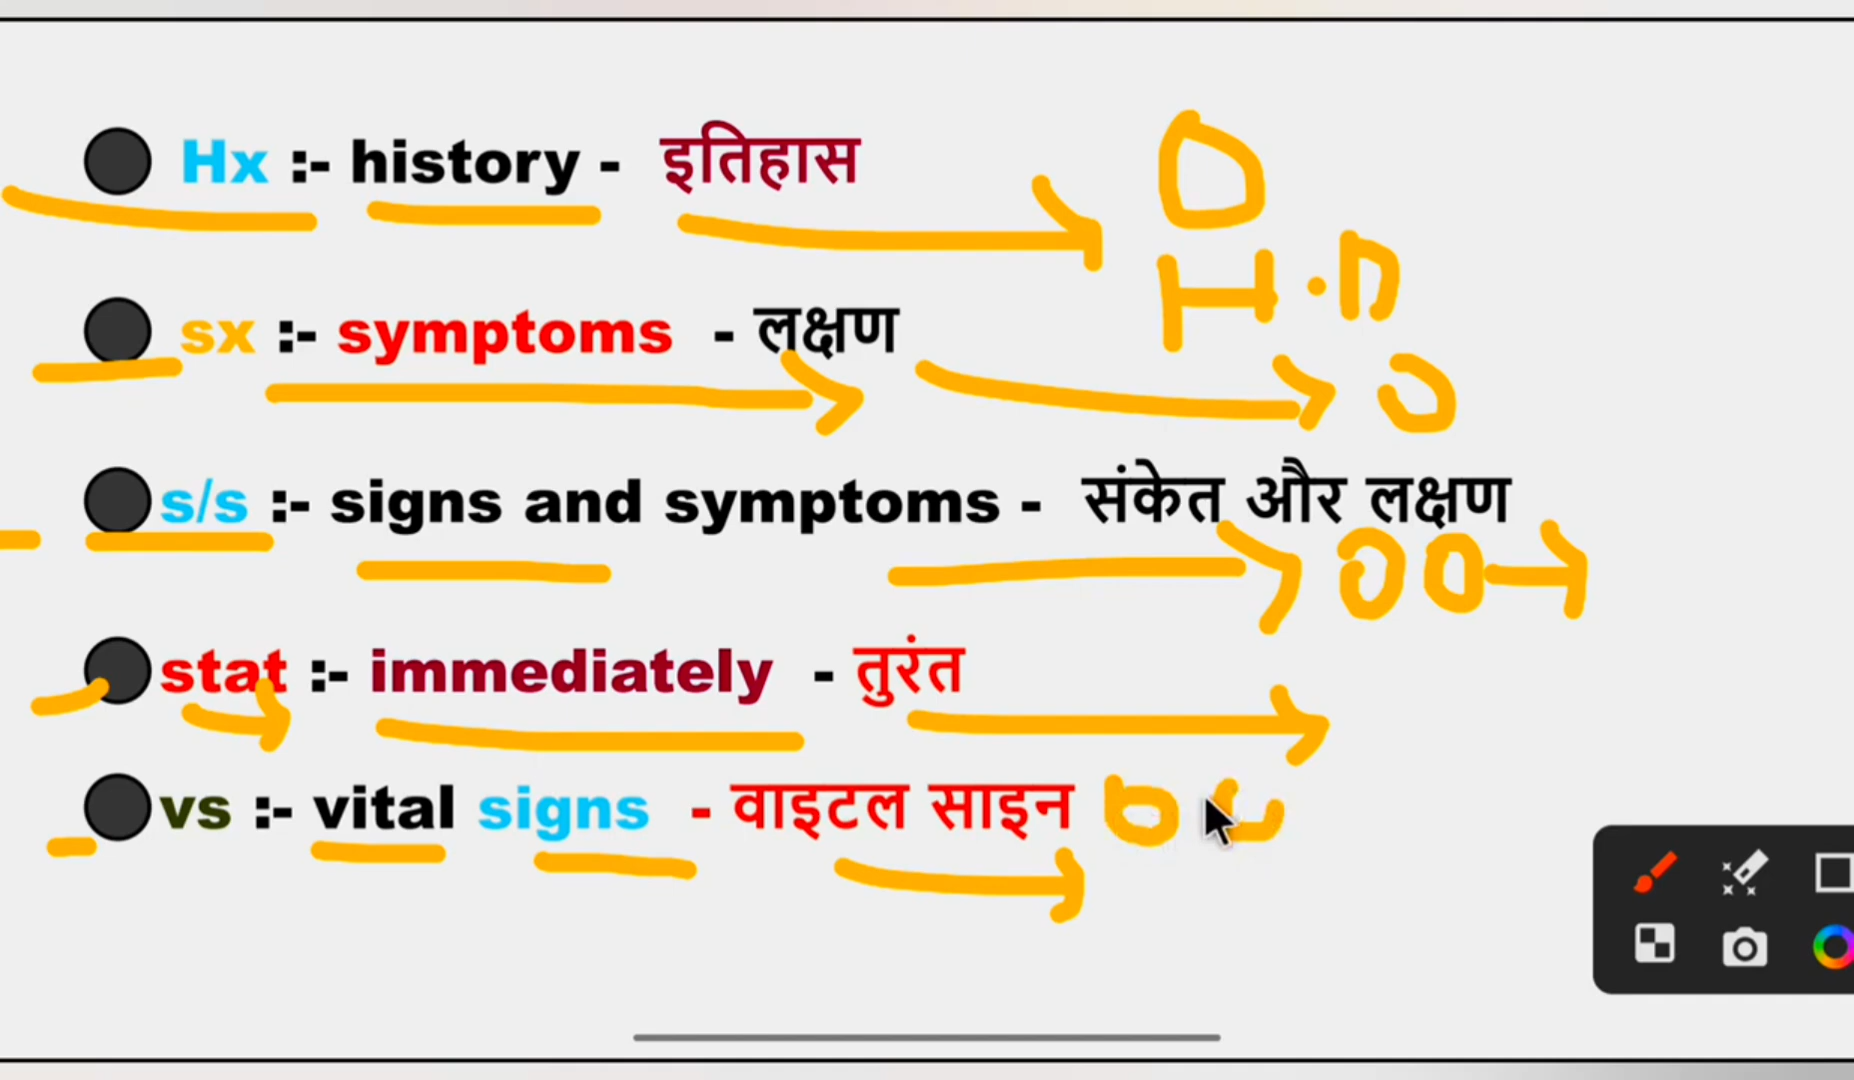 Hx :- history - इतिहास
sx :- symptoms - लक्षण
s/s :- signs and symptoms - संकेत और लक्षण
stat :- immediately - तुरंत
vs :- vital signs - वाइटल साइन